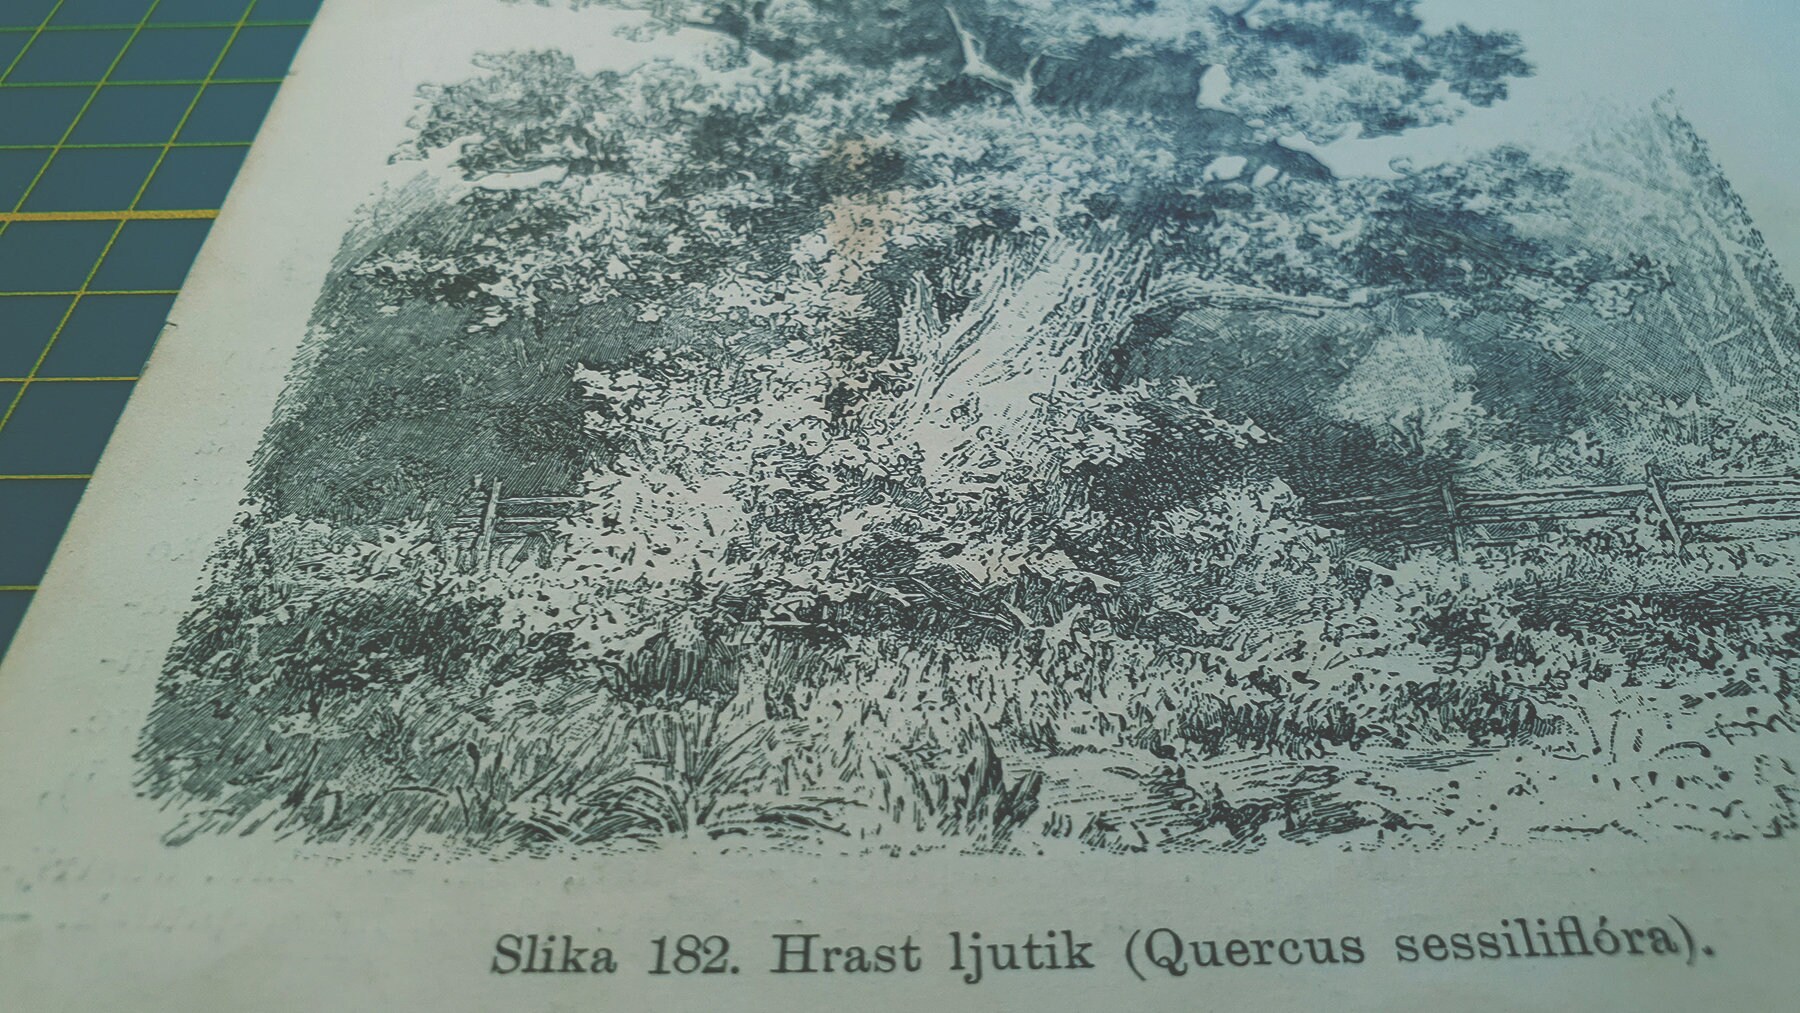 Slika 182. Hrast ljutik (Quercus sessiliflóra).